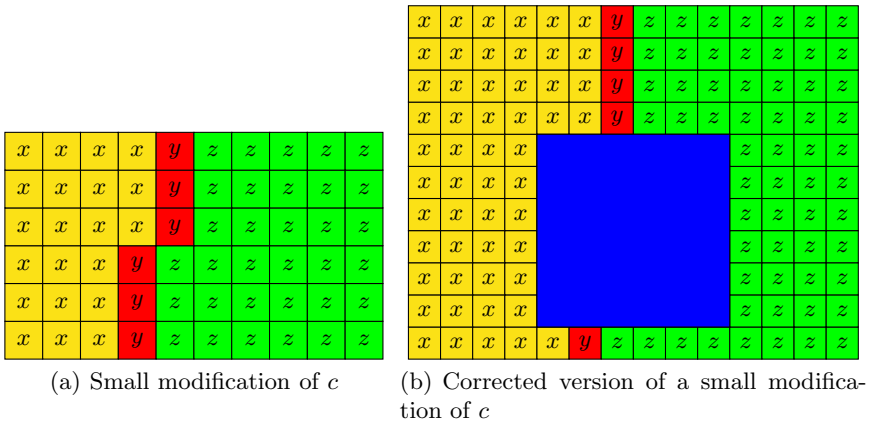 x x x x y z z z z z
x x x x y z z z z z
x x x x y z z z z z
x x x y z z z z z z
x x x y z z z z z z
x x x y z z z z z z
(a) Small modification of c
x x x x x x y z z z z z z z
x x x x x x y z z z z z z z
x x x x x x y z z z z z z z
x x x x x x y z z z z z z z
x x x x z z z z
x x x x z z z z
x x x x z z z z
x x x x z z z z
x x x x z z z z
x x x x z z z z
x x x x x y z z z z z z z z
(b) Corrected version of a small modifica-
tion of c